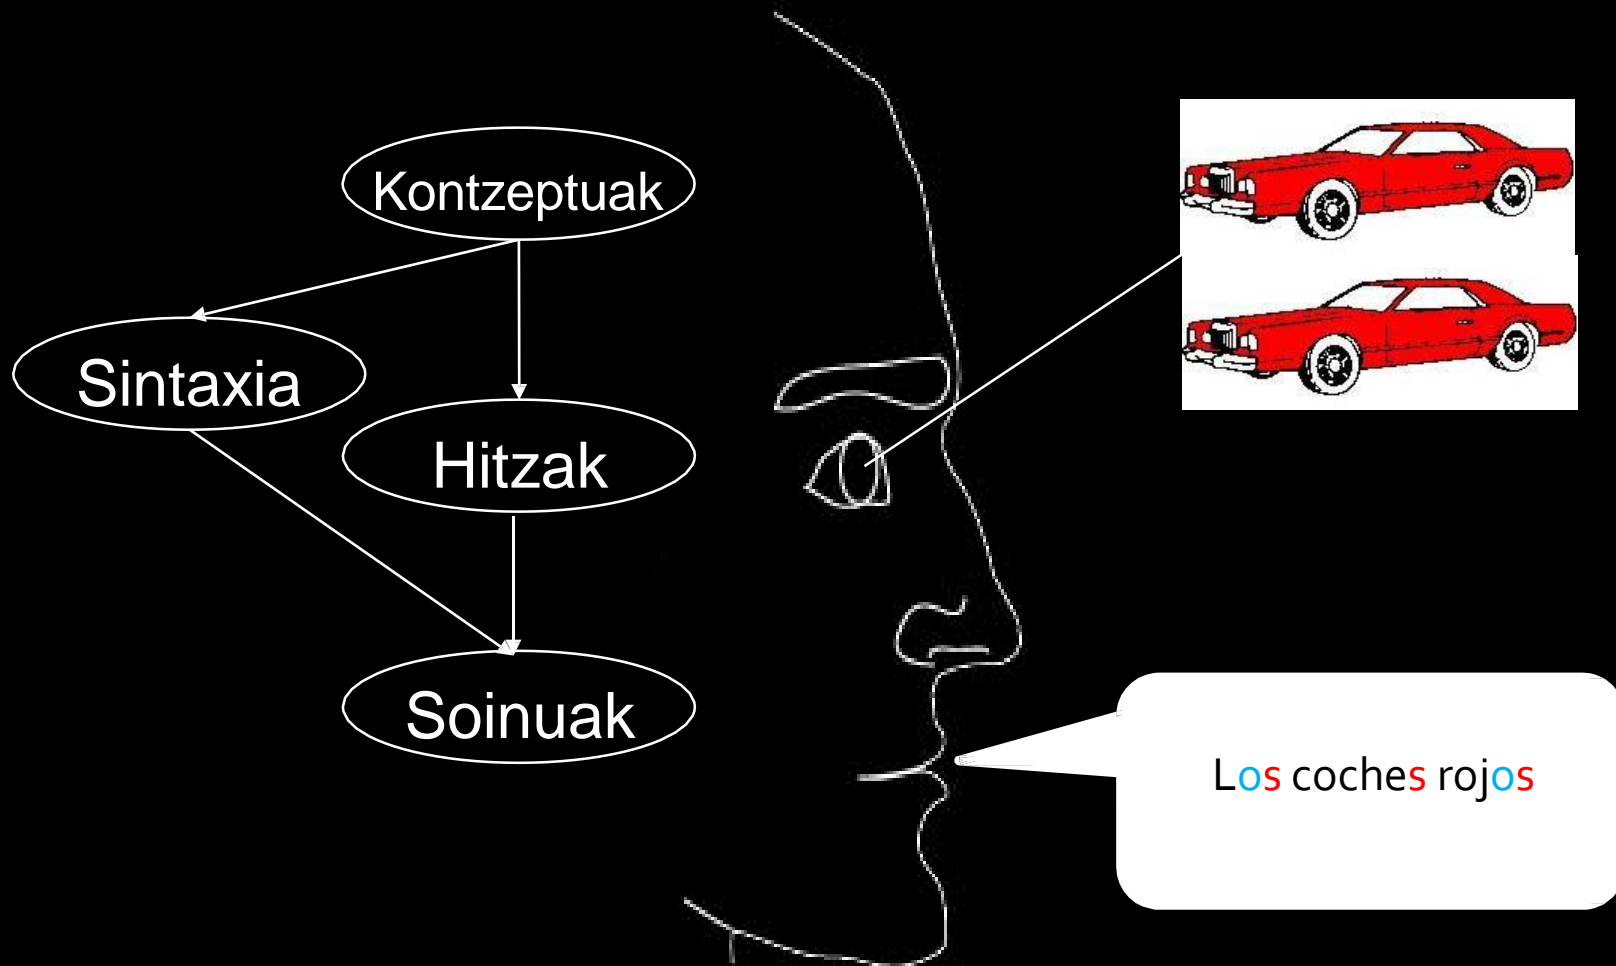 Kontzeptuak
Sintaxia
Hitzak
Soinuak
Los coches rojos